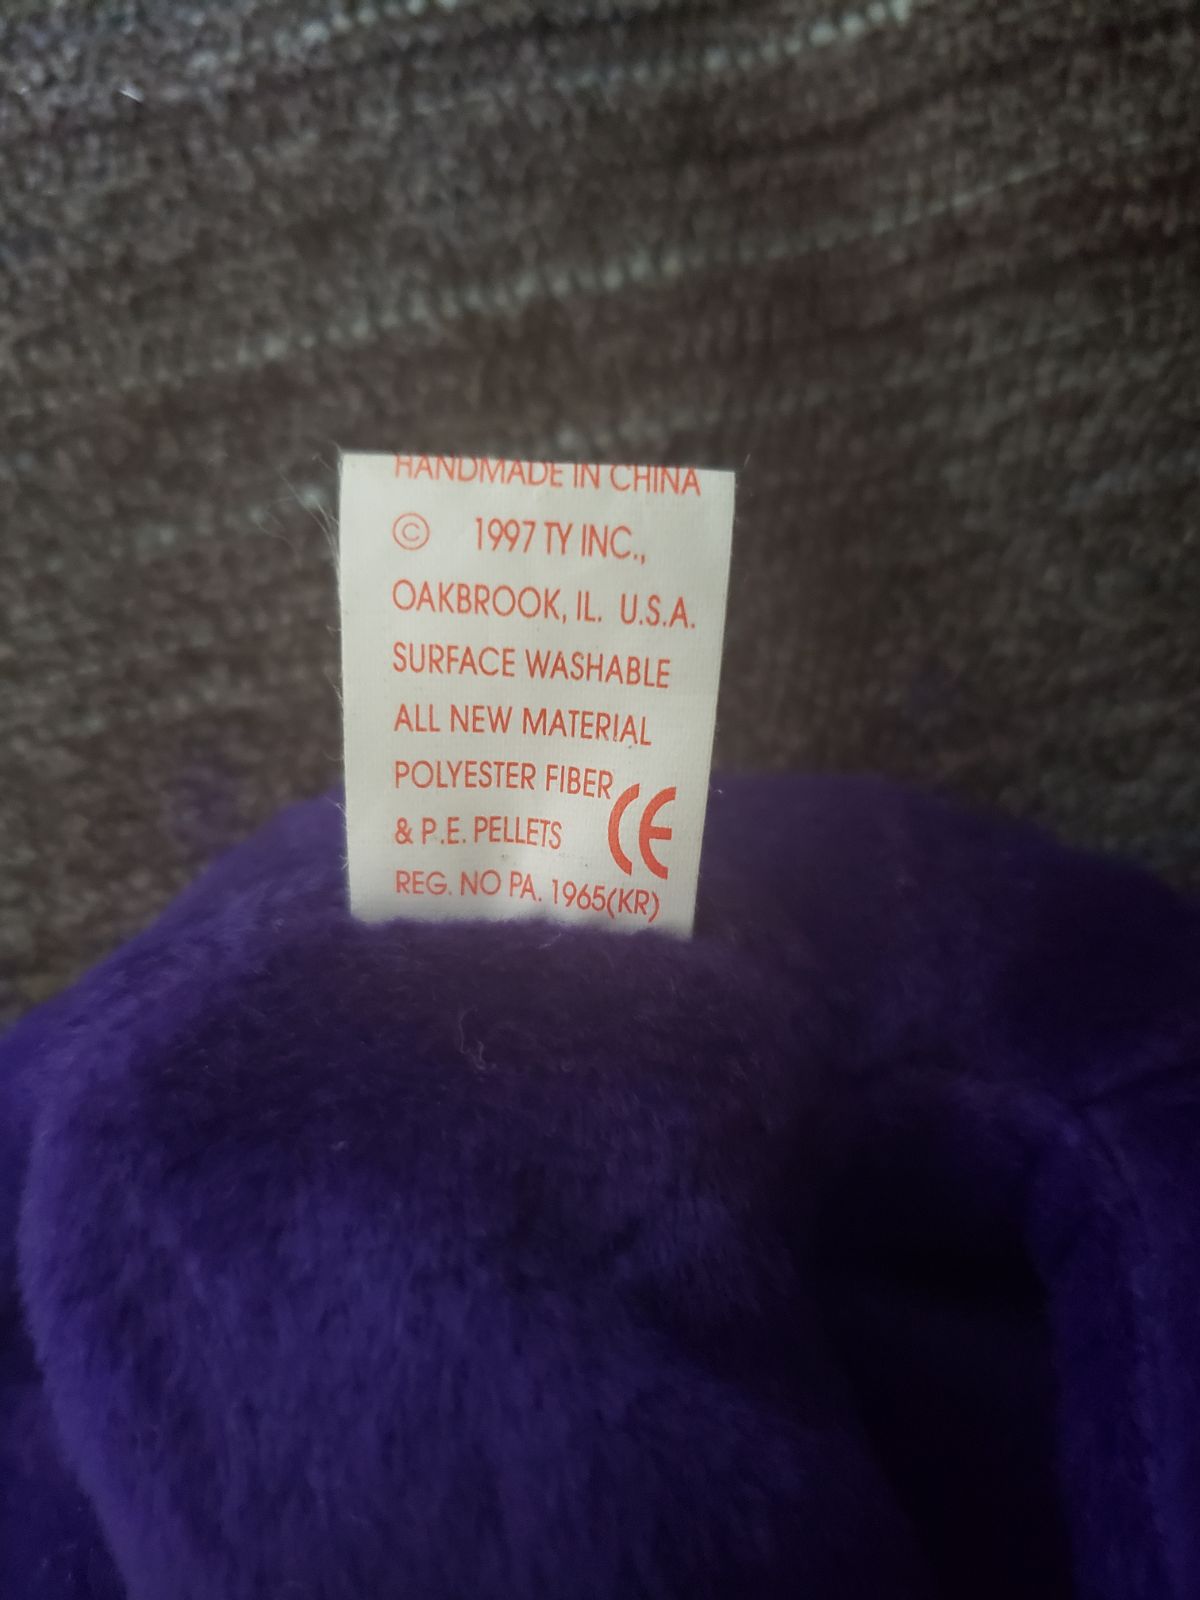 HANDMADE IN CHINA
© 1997 TY INC.,
OAKBROOK, IL. U.S.A.
SURFACE WASHABLE
ALL NEW MATERIAL
POLYESTER FIBER
& P.E. PELLETS CE
REG. NO PA. 1965(KR)